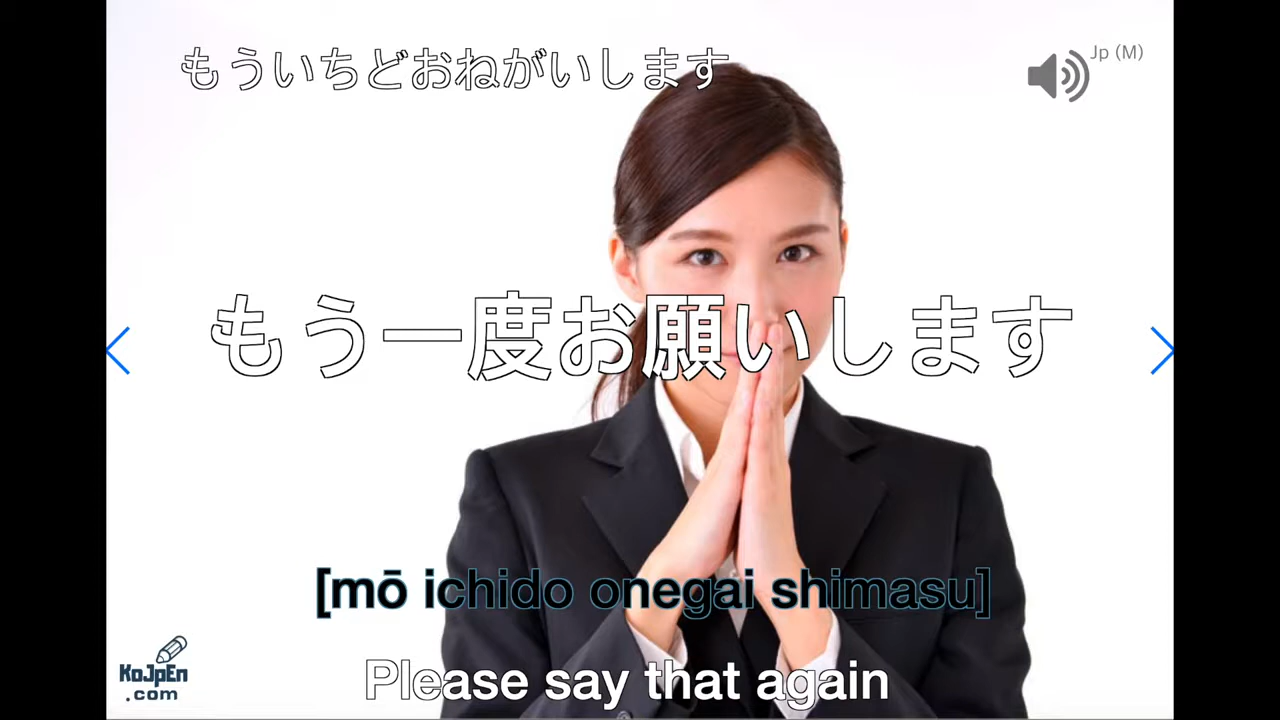 もういちどおねがいします
Jp (M)
もう一度お願いします
[mō ichido onegai shimasu]
Please say that again
KoJpEn
.com